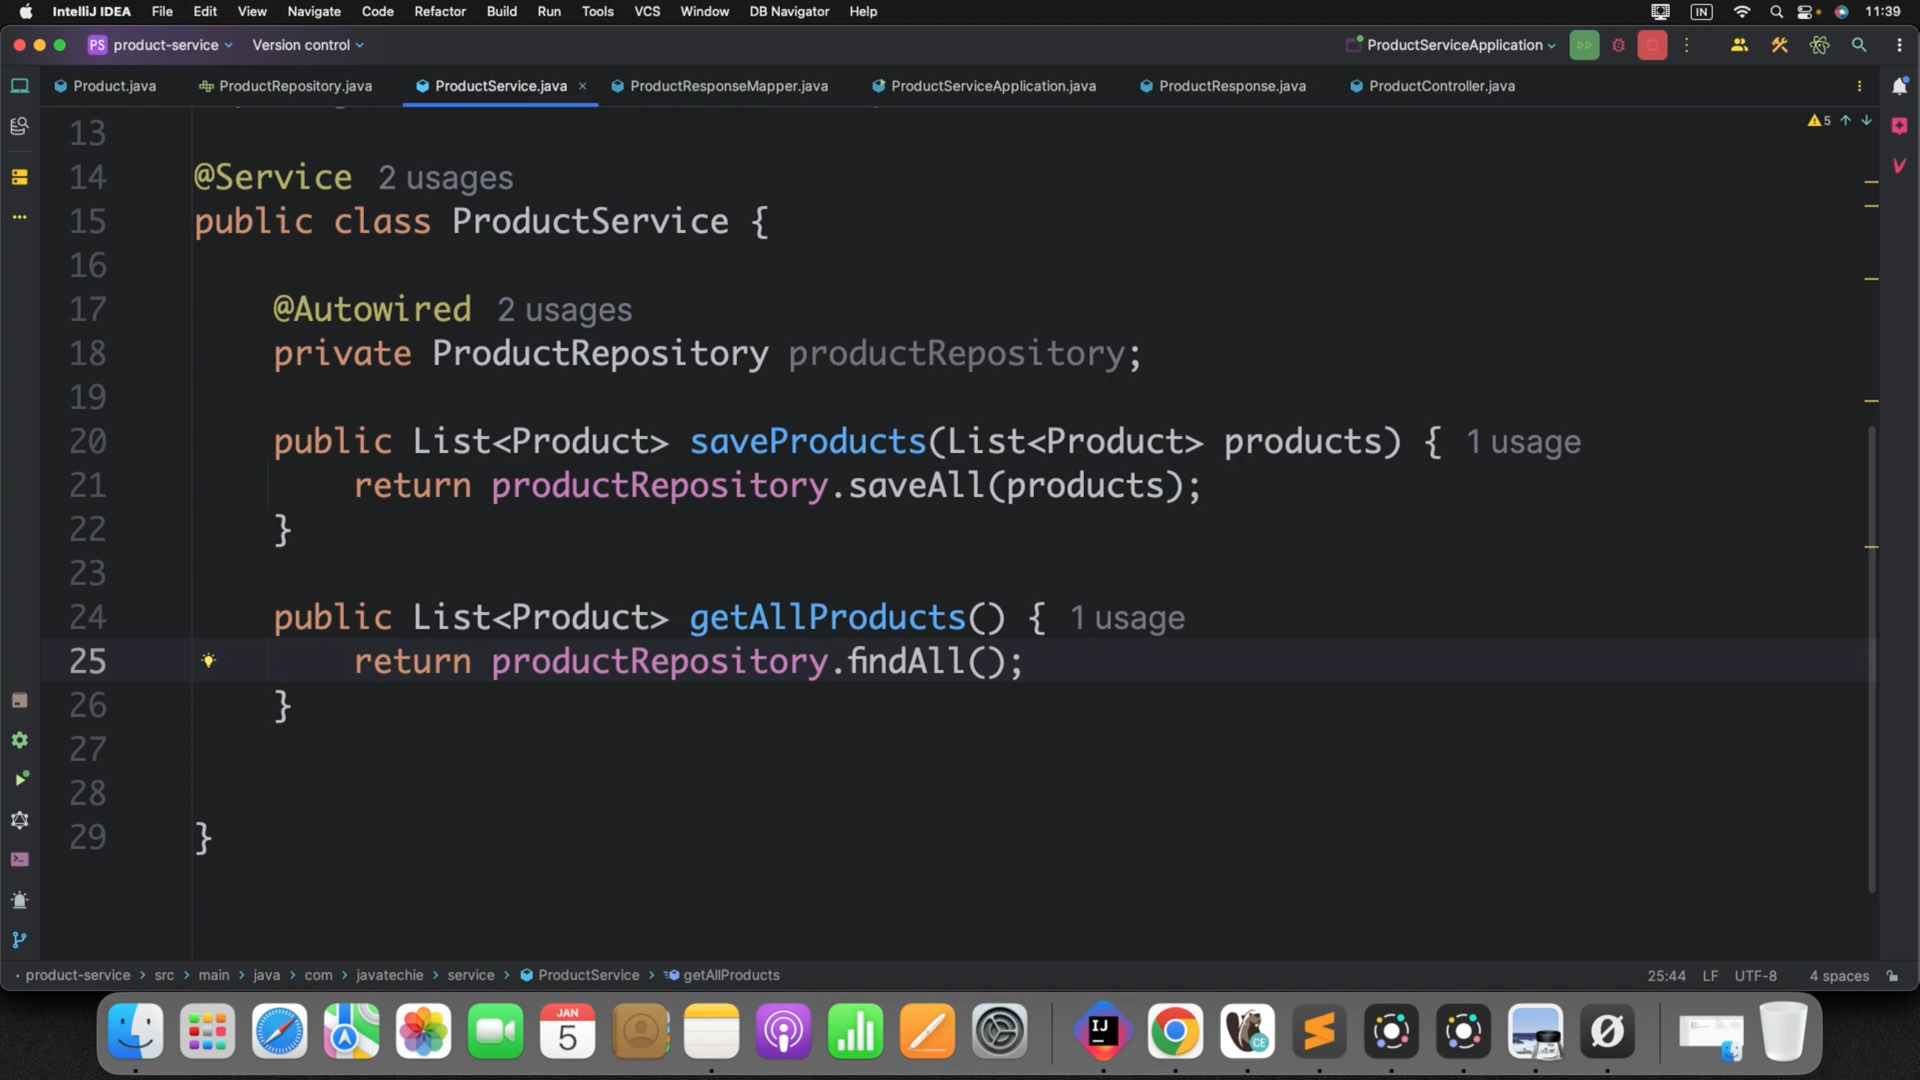 IntelliJ IDEA File Edit View Navigate Code Refactor Build Run Tools VCS Window DB Navigator Help IN 11:39
PS product-service Version control ProductServiceApplication
Product.java ProductRepository.java ProductService.java ProductResponseMapper.java ProductServiceApplication.java ProductResponse.java ProductController.java
5
13
14 @Service 2 usages
15 public class ProductService {
16
17 @Autowired 2 usages
18 private ProductRepository productRepository;
19
20 public List<Product> saveProducts(List<Product> products) { 1 usage
21 return productRepository.saveAll(products);
22 }
23
24 public List<Product> getAllProducts() { 1 usage
25 return productRepository.findAll();
26 }
27
28
29 }
product-service > src > main > java > com > javatechie > service > ProductService > getAllProducts 25:44 LF UTF-8 4 spaces
JAN
5
IJ
CE